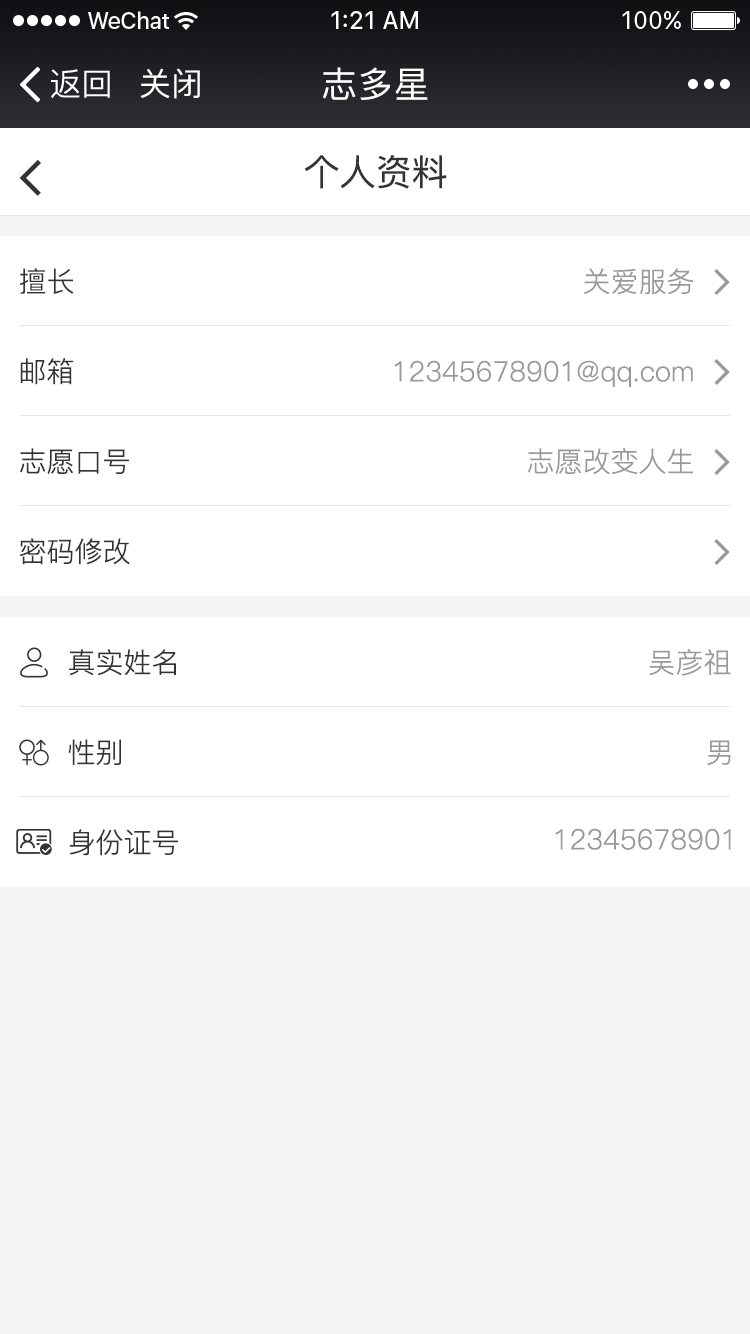 WeChat 1:21 AM 100%
返回 关闭 志多星
个人资料
擅长 关爱服务
邮箱 12345678901@qq.com
志愿口号 志愿改变人生
密码修改
真实姓名 吴彦祖
性别 男
身份证号 12345678901